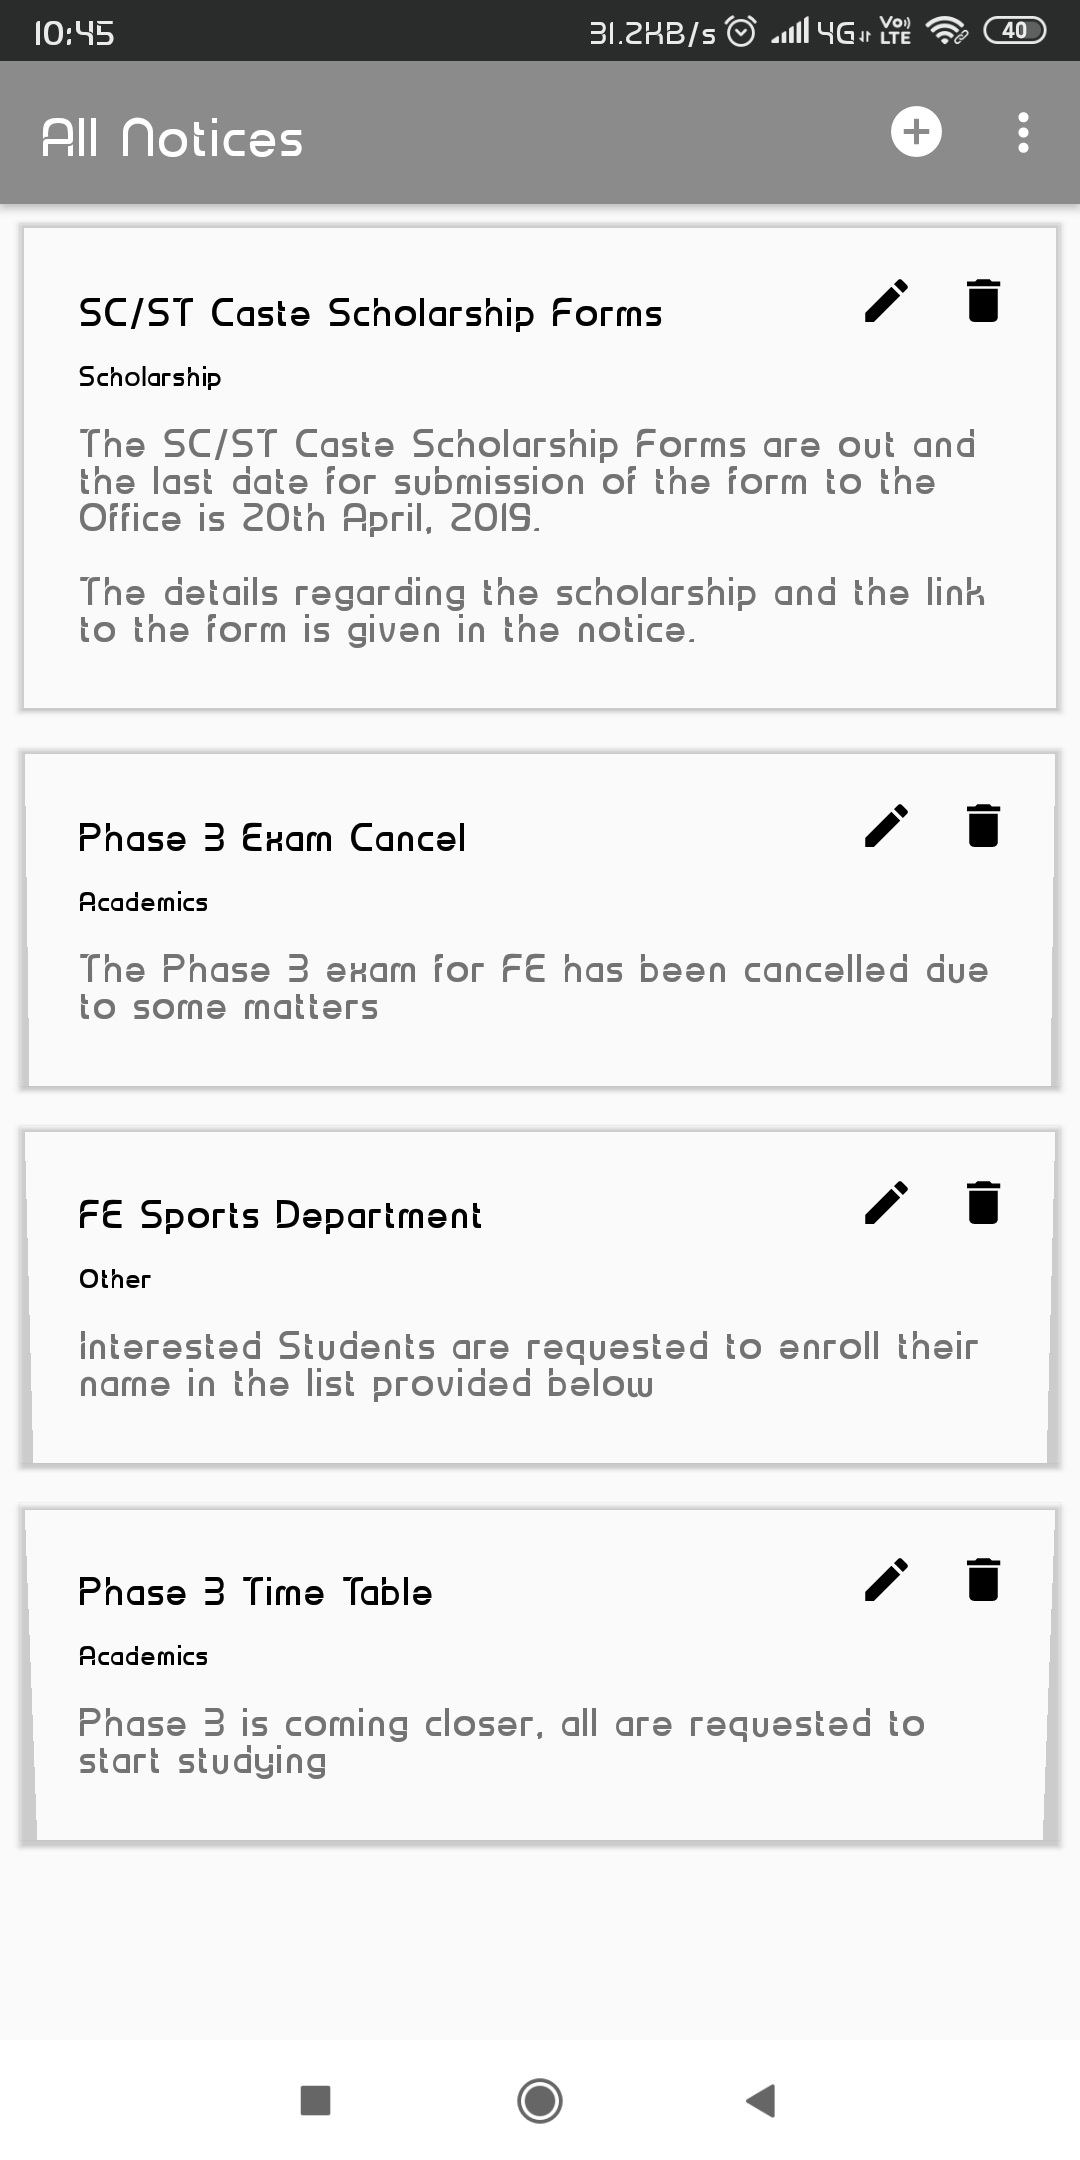 10:45 31.2KB/s 4G Vo) LTE 40
All Notices
SC/ST Caste Scholarship Forms
Scholarship
The SC/ST Caste Scholarship Forms are out and
the last date for submission of the form to the
Office is 20th April, 2019.
The details regarding the scholarship and the link
to the form is given in the notice.
Phase 3 Exam Cancel
Academics
The Phase 3 exam for FE has been cancelled due
to some matters
FE Sports Department
Other
Interested Students are requested to enroll their
name in the list provided below
Phase 3 Time Table
Academics
Phase 3 is coming closer, all are requested to
start studying